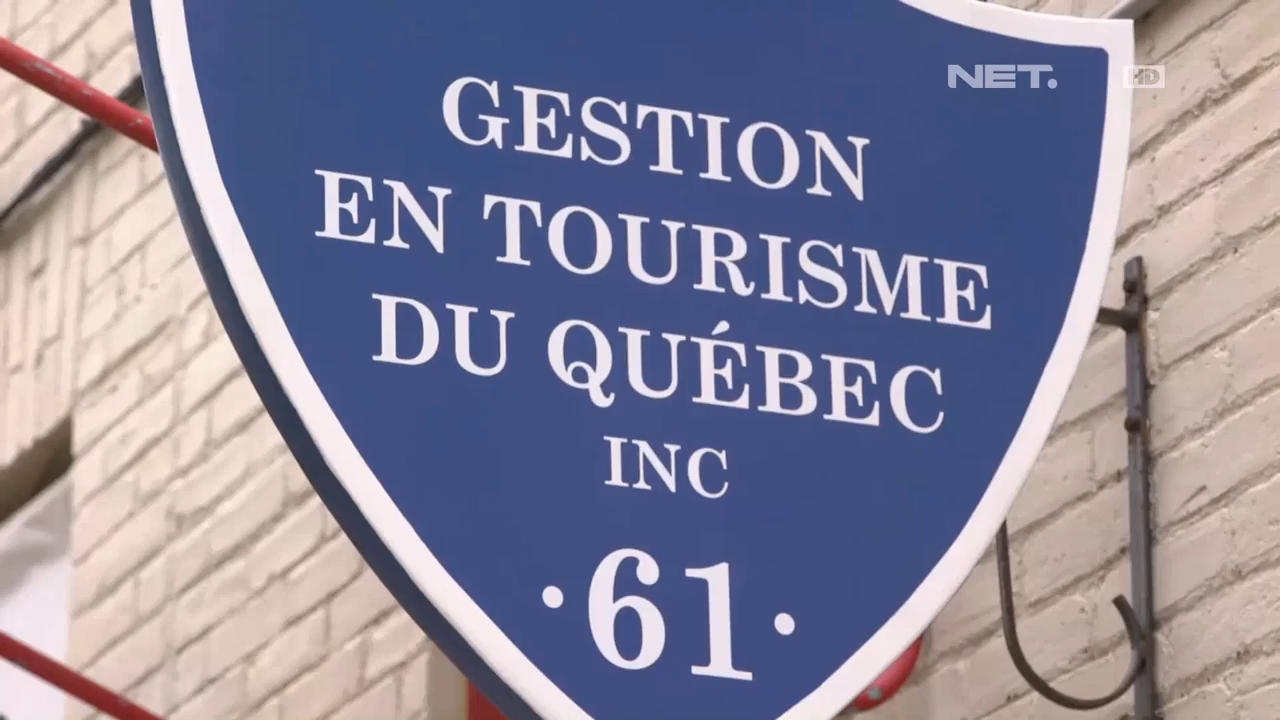 NET. HD
GESTION
EN TOURISME
DU QUÉBEC
INC
·61·